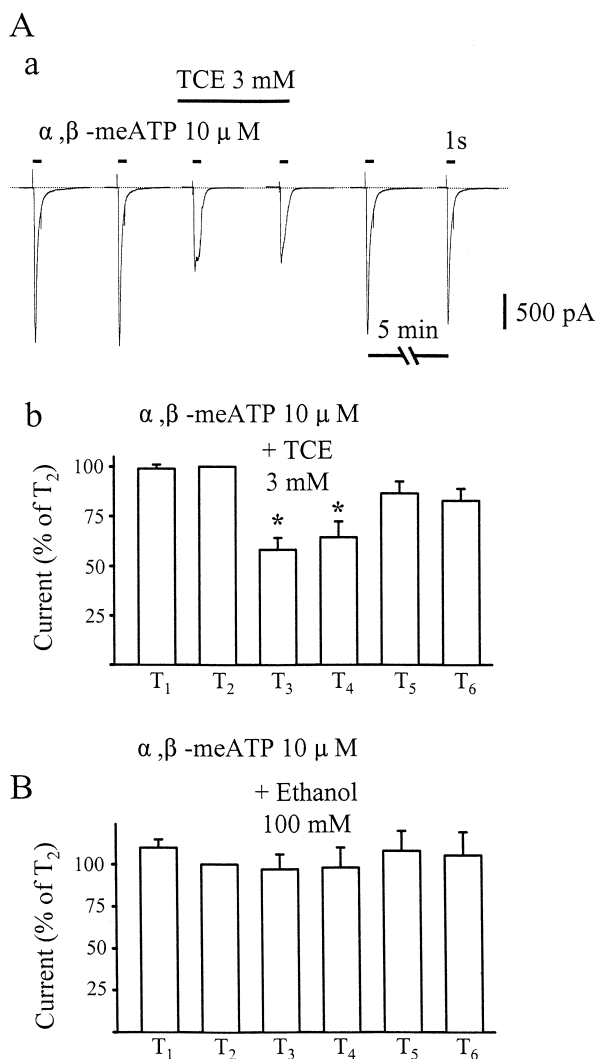 A
a
TCE 3 mM
α ,β -meATP 10 μ M
1s
500 pA
5 min
b
α ,β -meATP 10 μ M
+ TCE
3 mM
Current (% of T₂)
100
75
50
25
*
*
T₁ T₂ T₃ T₄ T₅ T₆
α ,β -meATP 10 μ M
B
+ Ethanol
100 mM
Current (% of T₂)
100
75
50
25
T₁ T₂ T₃ T₄ T₅ T₆